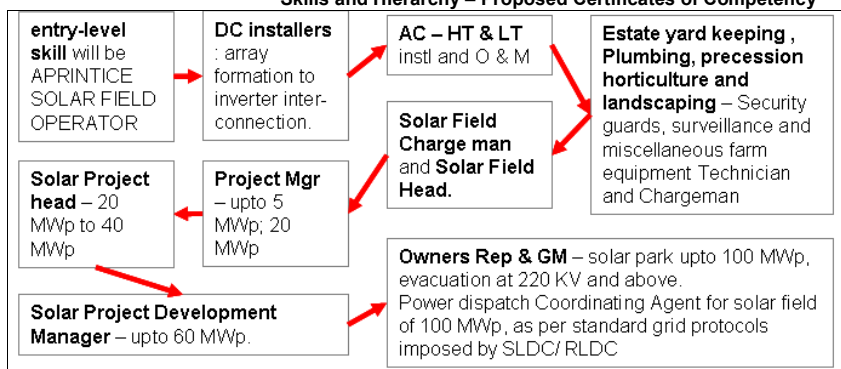 Skills and Hierarchy – Proposed Certificates of Competency
entry-level
skill will be
APRINTICE
SOLAR FIELD
OPERATOR
DC installers
: array
formation to
inverter inter-
connection.
AC – HT & LT
instl and O & M
Estate yard keeping ,
Plumbing, precession
horticulture and
landscaping – Security
guards, surveillance and
miscellaneous farm
equipment Technician
and Chargeman
Solar Field
Charge man
and Solar Field
Head.
Project Mgr
– upto 5
MWp; 20
MWp
Solar Project
head – 20
MWp to 40
MWp
Solar Project Development
Manager – upto 60 MWp.
Owners Rep & GM – solar park upto 100 MWp,
evacuation at 220 KV and above.
Power dispatch Coordinating Agent for solar field
of 100 MWp, as per standard grid protocols
imposed by SLDC/ RLDC